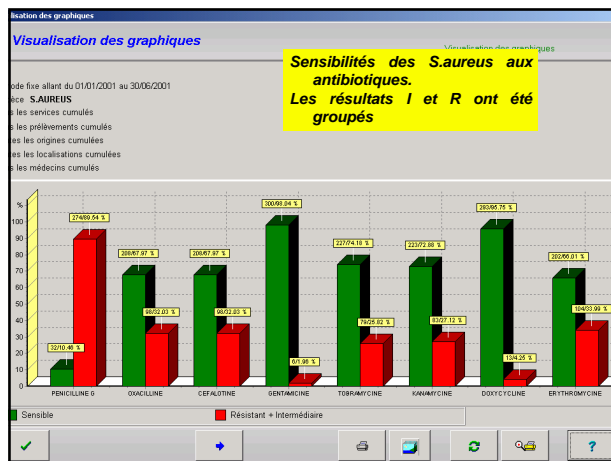 alisation des graphiques
Visualisation des graphiques
Visualisation des graphiques
Sensibilités des S.aureus aux
antibiotiques.
Les résultats I et R ont été
groupés
ode fixe allant du 01/01/2001 au 30/06/2001
èce S.AUREUS
s les services cumulés
s les prélèvements cumulés
tes les origines cumulées
tes les localisations cumulées
s les médecins cumulés
%
100
90
80
70
60
50
40
30
20
10
0
32/10.46 %
274/89.54 %
208/67.97 %
98/32.03 %
208/67.97 %
98/32.03 %
300/98.04 %
6/1.96 %
227/74.18 %
79/25.82 %
223/72.88 %
83/27.12 %
293/95.75 %
13/4.25 %
202/66.01 %
104/33.99 %
PENICILLINE G OXACILLINE CEFALOTINE GENTAMICINE TOBRAMYCINE KANAMYCINE DOXYCYCLINE ERYTHROMYCINE
Sensible Résistant + Intermédiaire
?